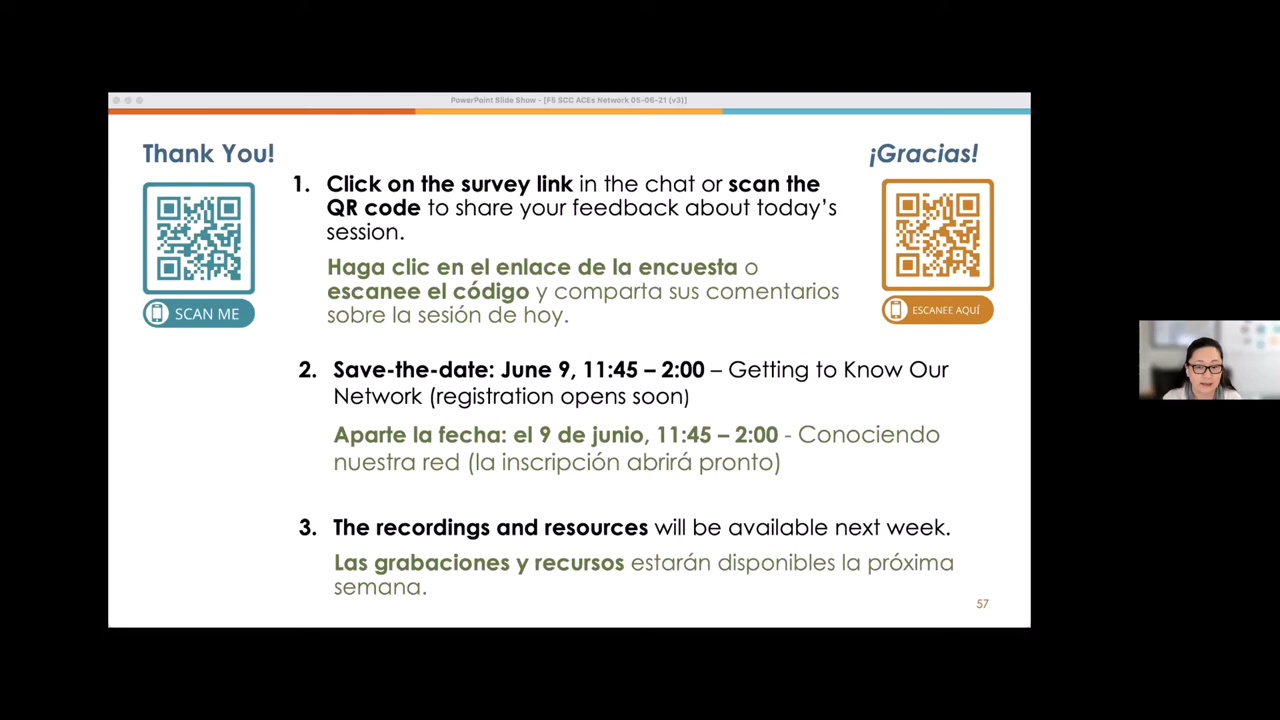 PowerPoint Slide Show - [F5 SCC ACEs Network 05-06-21 (v3)]
Thank You!
¡Gracias!
SCAN ME
ESCANEE AQUÍ
1. Click on the survey link in the chat or scan the
QR code to share your feedback about today's
session.
Haga clic en el enlace de la encuesta o
escanee el código y comparta sus comentarios
sobre la sesión de hoy.
2. Save-the-date: June 9, 11:45 – 2:00 – Getting to Know Our
Network (registration opens soon)
Aparte la fecha: el 9 de junio, 11:45 – 2:00 - Conociendo
nuestra red (la inscripción abrirá pronto)
3. The recordings and resources will be available next week.
Las grabaciones y recursos estarán disponibles la próxima
semana.
57